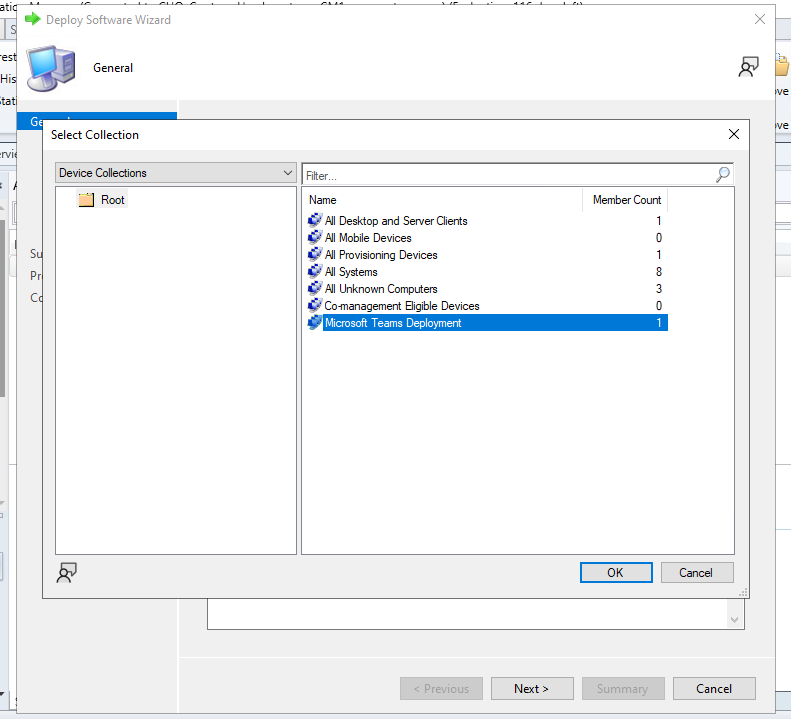 Deploy Software Wizard
General
Select Collection
Device Collections
Filter...
Root
Name Member Count
All Desktop and Server Clients 1
All Mobile Devices 0
All Provisioning Devices 1
All Systems 8
All Unknown Computers 3
Co-management Eligible Devices 0
Microsoft Teams Deployment 1
OK Cancel
< Previous Next > Summary Cancel